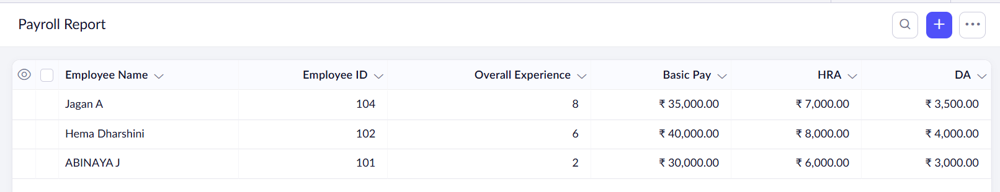 Payroll Report
Employee Name Employee ID Overall Experience Basic Pay HRA DA
Jagan A 104 8 ₹ 35,000.00 ₹ 7,000.00 ₹ 3,500.00
Hema Dharshini 102 6 ₹ 40,000.00 ₹ 8,000.00 ₹ 4,000.00
ABINAYA J 101 2 ₹ 30,000.00 ₹ 6,000.00 ₹ 3,000.00